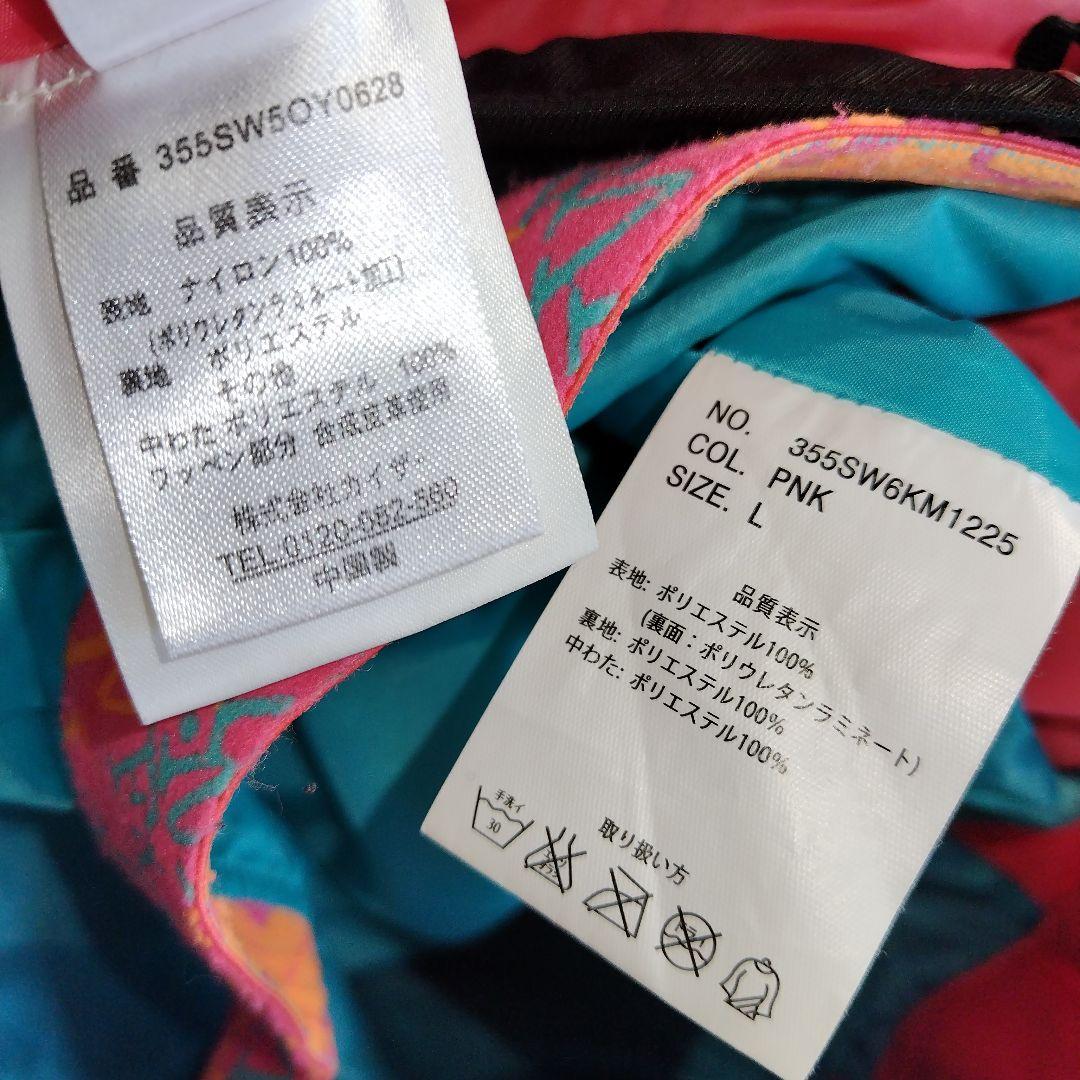 品番 355SW5OY0628
品質表示
表地 ナイロン100%
(ポリウレタンラミネート加工)
裏地 ポリエステル
その他
中わた ポリエステル 100%
ワッペン部分 合成皮革使用
株式会社カイザー
TEL.0120-052-550
中国製
NO. 355SW6KM1225
COL. PNK
SIZE. L
品質表示
表地: ポリエステル100%
(裏面:ポリウレタンラミネート)
裏地: ポリエステル100%
中わた: ポリエステル100%
取り扱い方
手洗イ
30
ドライ